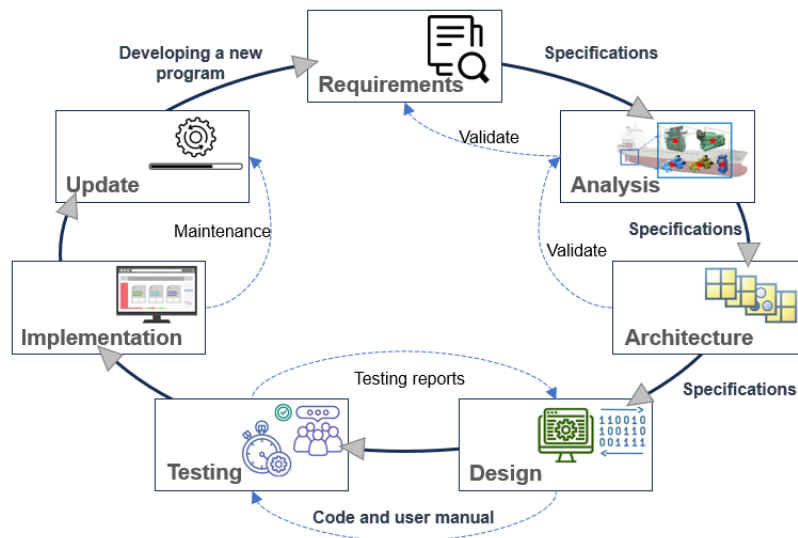 Developing a new
program
Requirements
Specifications
Validate
Update
Analysis
Maintenance
Specifications
Validate
Implementation
Architecture
Testing reports
Specifications
110010
100110
001111
Testing
Design
Code and user manual